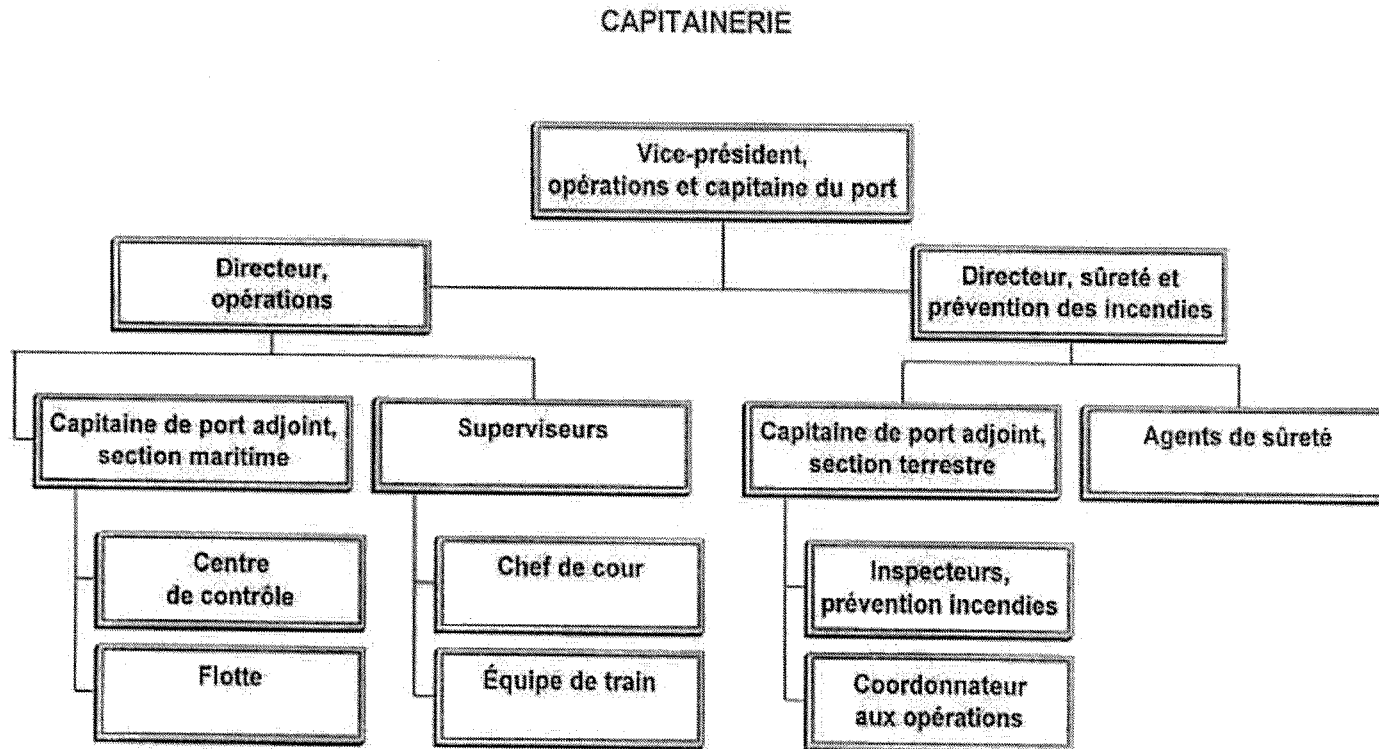 CAPITAINERIE
Vice-président,
opérations et capitaine du port
Directeur,
opérations
Directeur, sûreté et
prévention des incendies
Capitaine de port adjoint,
section maritime
Superviseurs
Capitaine de port adjoint,
section terrestre
Agents de sûreté
Centre
de contrôle
Chef de cour
Inspecteurs,
prévention incendies
Flotte
Équipe de train
Coordonnateur
aux opérations